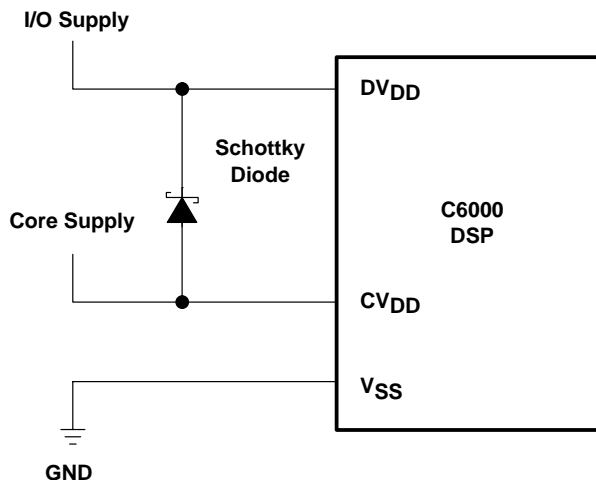 I/O Supply
DVDD
Schottky
Diode
C6000
DSP
Core Supply
CVDD
VSS
GND